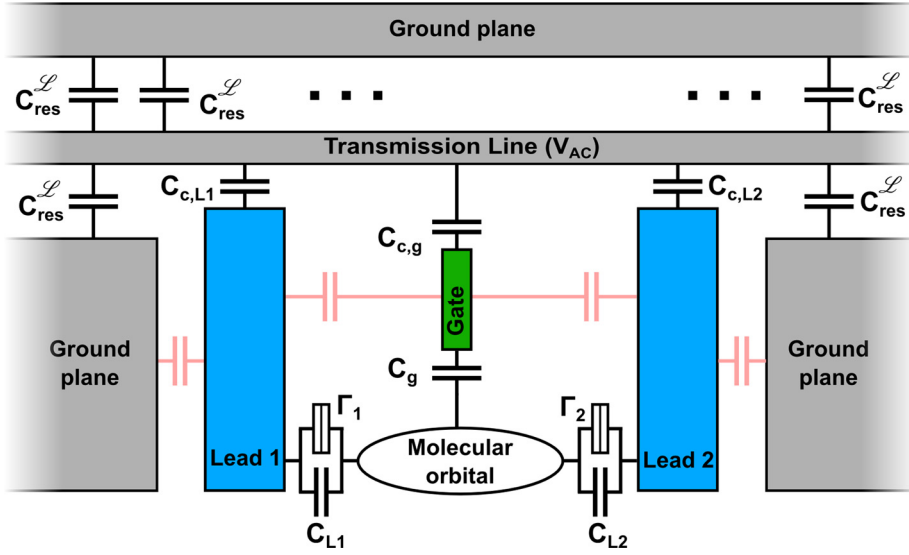 Ground plane
C_res^ℒ
C_res^ℒ
. . .
. . .
C_res^ℒ
Transmission Line (V_AC)
C_res^ℒ
C_c,L1
C_c,L2
C_res^ℒ
C_c,g
Gate
Ground
plane
Ground
plane
C_g
Γ_1
Γ_2
Lead 1
Molecular
orbital
Lead 2
C_L1
C_L2